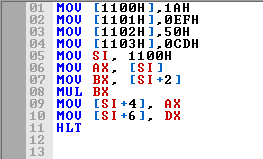 01 MOV [1100H],1AH
02 MOV [1101H],0EFH
03 MOV [1102H],50H
04 MOV [1103H],0CDH
05 MOV SI, 1100H
06 MOV AX, [SI]
07 MOV BX, [SI+2]
08 MUL BX
09 MOV [SI+4], AX
10 MOV [SI+6], DX
11 HLT
12
13